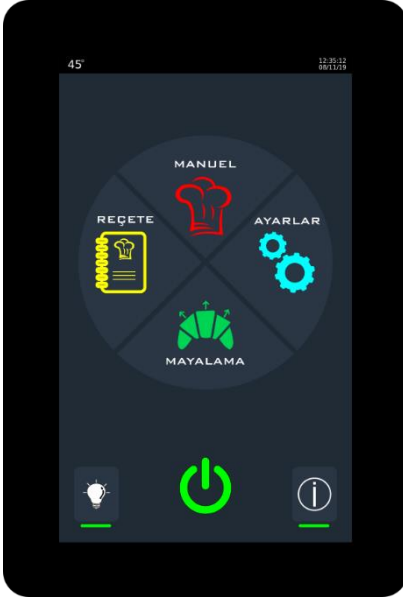 45°
12:35:12
08/11/19
MANUEL
REÇETE
AYARLAR
MAYALAMA